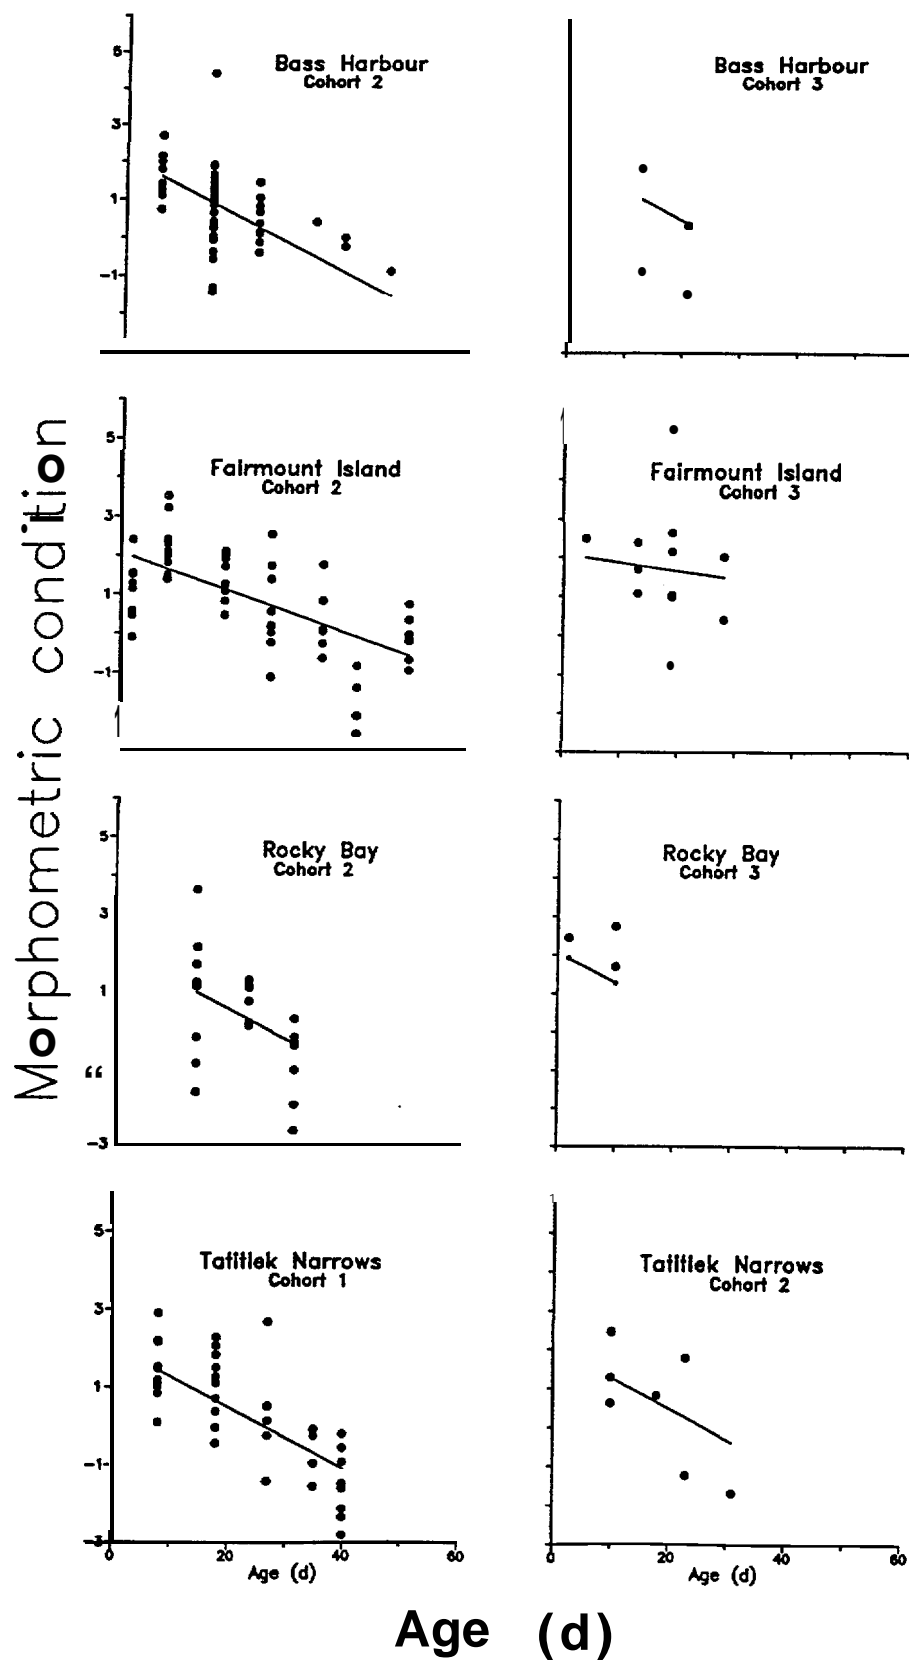 Morphometric condition
Bass Harbour
Cohort 2
5
3
1
-1
Bass Harbour
Cohort 3
Fairmount Island
Cohort 2
5
3
1
-1
Fairmount Island
Cohort 3
Rocky Bay
Cohort 2
5
3
1
“
-3
Rocky Bay
Cohort 3
Tatitlek Narrows
Cohort 1
5
3
1
-1
-3
0 20 40 60
Age (d)
Tatitlek Narrows
Cohort 2
0 20 40 60
Age (d)
Age (d)